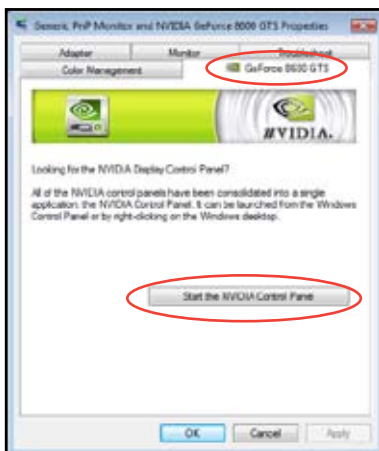 Generic PnP Monitor and NVIDIA GeForce 8600 GTS Properties
Adapter Monitor Troubleshoot
Color Management GeForce 8600 GTS
NVIDIA.
Looking for the NVIDIA Display Control Panel?
All of the NVIDIA control panels have been consolidated into a single
application: the NVIDIA Control Panel. It can be launched from the Windows
Control Panel or by right-clicking on the Windows desktop.
Start the NVIDIA Control Panel
OK Cancel Apply